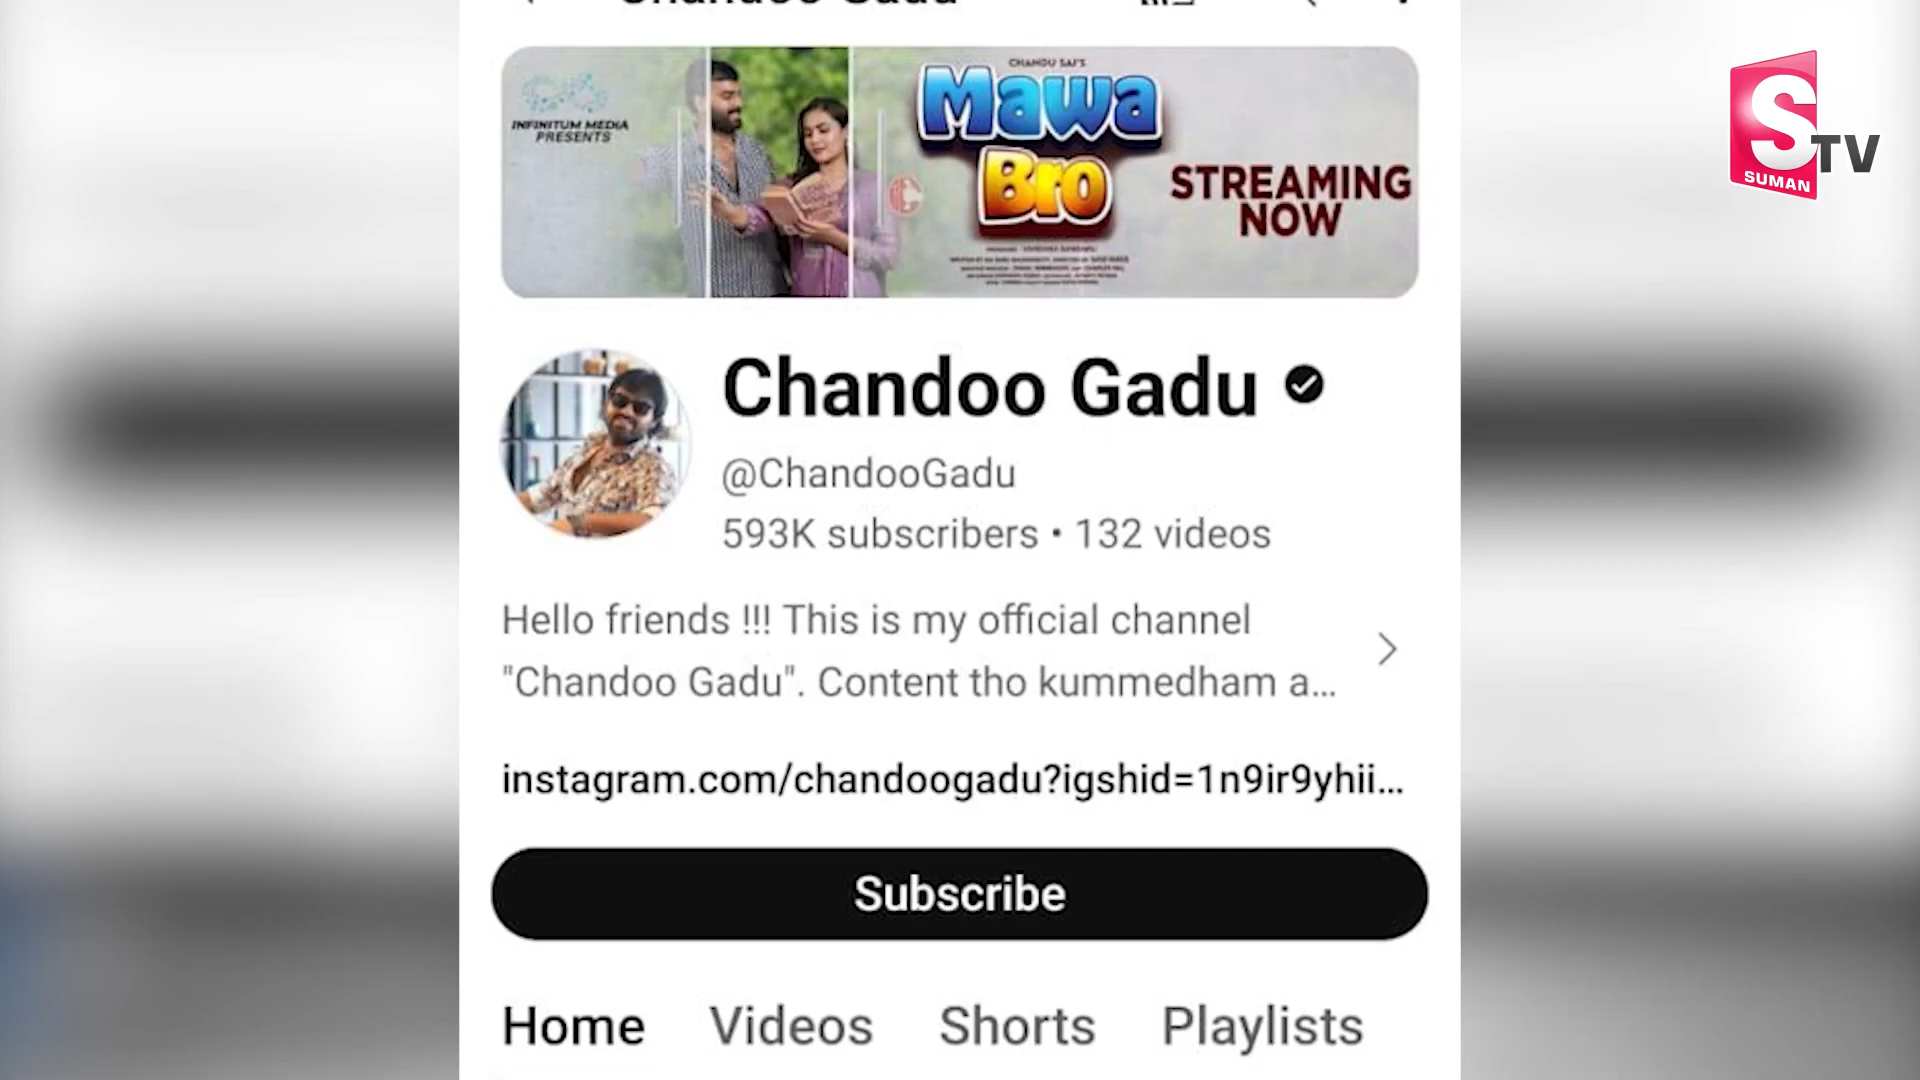 Chandoo Gadu
INFINITUM MEDIA
PRESENTS
CHANDU SAI'S
Mawa
Bro
STREAMING
NOW
S
TV
SUMAN
Chandoo Gadu
@ChandooGadu
593K subscribers • 132 videos
Hello friends !!! This is my official channel
"Chandoo Gadu". Content tho kummedham a...
instagram.com/chandoogadu?igshid=1n9ir9yhii...
Subscribe
Home Videos Shorts Playlists